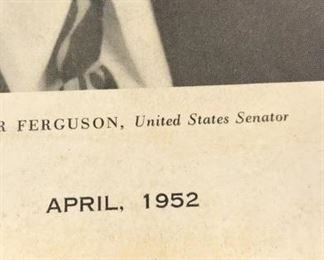 R FERGUSON, United States Senator
APRIL, 1952